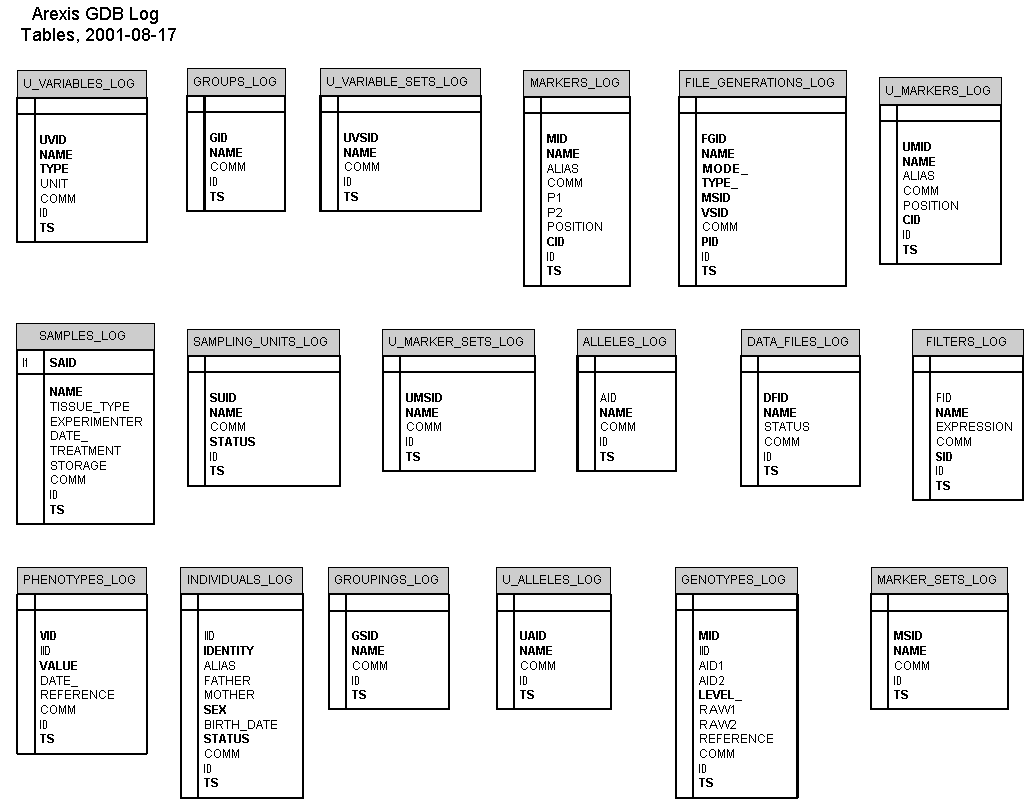 Arexis GDB Log
Tables, 2001-08-17
U_VARIABLES_LOG
UVID
NAME
TYPE
UNIT
COMM
ID
TS
GROUPS_LOG
GID
NAME
COMM
ID
TS
U_VARIABLE_SETS_LOG
UVSID
NAME
COMM
ID
TS
MARKERS_LOG
MID
NAME
ALIAS
COMM
P1
P2
POSITION
CID
ID
TS
FILE_GENERATIONS_LOG
FGID
NAME
MODE_
TYPE_
MSID
VSID
COMM
PID
ID
TS
U_MARKERS_LOG
UMID
NAME
ALIAS
COMM
POSITION
CID
ID
TS
SAMPLES_LOG
I1 SAID
NAME
TISSUE_TYPE
EXPERIMENTER
DATE_
TREATMENT
STORAGE
COMM
ID
TS
SAMPLING_UNITS_LOG
SUID
NAME
COMM
STATUS
ID
TS
U_MARKER_SETS_LOG
UMSID
NAME
COMM
ID
TS
ALLELES_LOG
AID
NAME
COMM
ID
TS
DATA_FILES_LOG
DFID
NAME
STATUS
COMM
ID
TS
FILTERS_LOG
FID
NAME
EXPRESSION
COMM
SID
ID
TS
PHENOTYPES_LOG
VID
IID
VALUE
DATE_
REFERENCE
COMM
ID
TS
INDIVIDUALS_LOG
IID
IDENTITY
ALIAS
FATHER
MOTHER
SEX
BIRTH_DATE
STATUS
COMM
ID
TS
GROUPINGS_LOG
GSID
NAME
COMM
ID
TS
U_ALLELES_LOG
UAID
NAME
COMM
ID
TS
GENOTYPES_LOG
MID
IID
AID1
AID2
LEVEL_
RAW1
RAW2
REFERENCE
COMM
ID
TS
MARKER_SETS_LOG
MSID
NAME
COMM
ID
TS